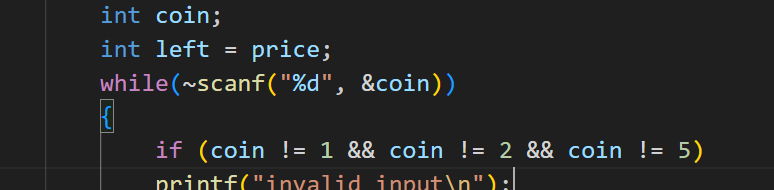 int coin;
int left = price;
while(~scanf("%d", &coin))
{
if (coin != 1 && coin != 2 && coin != 5)
printf("invalid input\n");